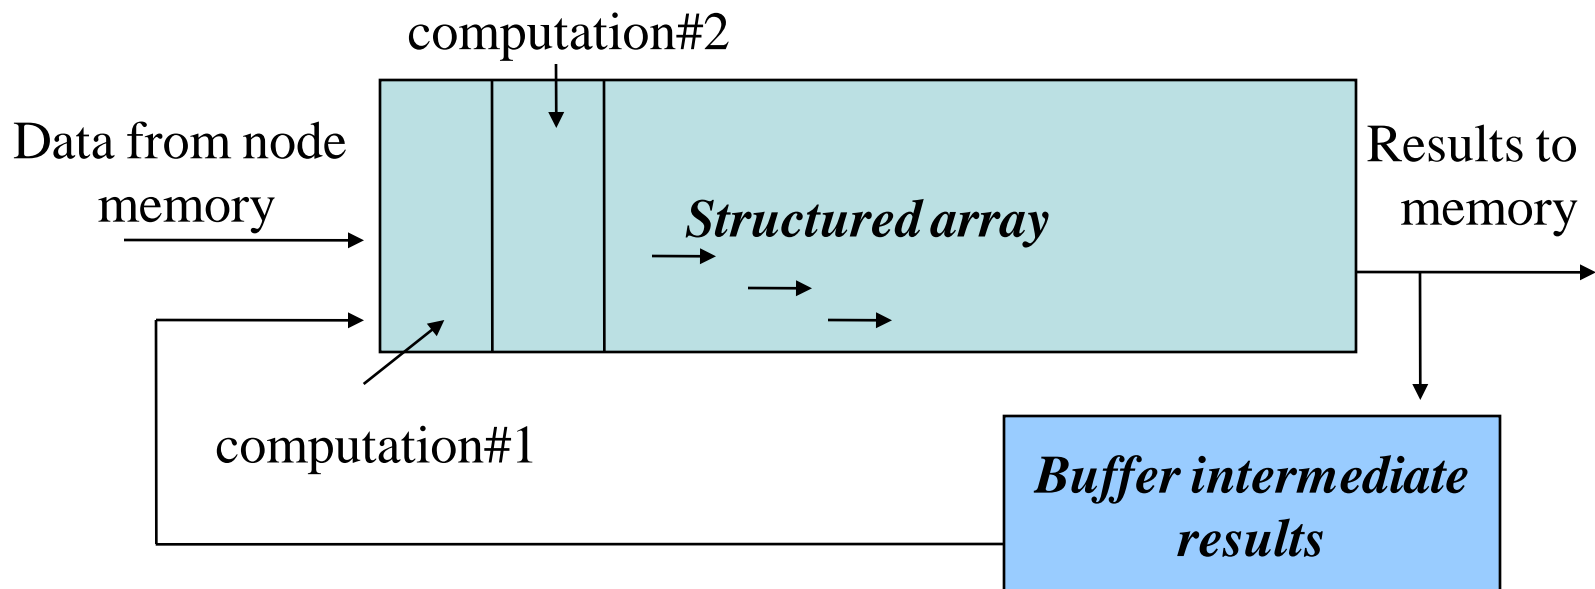 computation#2
Data from node
memory
Results to
memory
Structured array
computation#1
Buffer intermediate
results